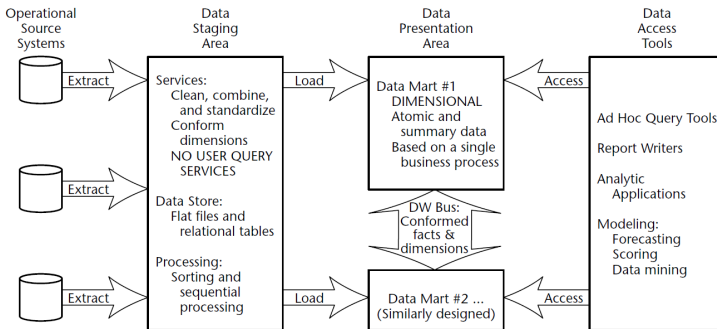 Operational
Source
Systems
Data
Staging
Area
Data
Presentation
Area
Data
Access
Tools
Extract
Extract
Extract
Services:
Clean, combine,
and standardize
Conform
dimensions
NO USER QUERY
SERVICES
Data Store:
Flat files and
relational tables
Processing:
Sorting and
sequential
processing
Load
Load
Data Mart #1
DIMENSIONAL
Atomic and
summary data
Based on a single
business process
DW Bus:
Conformed
facts &
dimensions
Data Mart #2 ...
(Similarly designed)
Access
Access
Ad Hoc Query Tools
Report Writers
Analytic
Applications
Modeling:
Forecasting
Scoring
Data mining